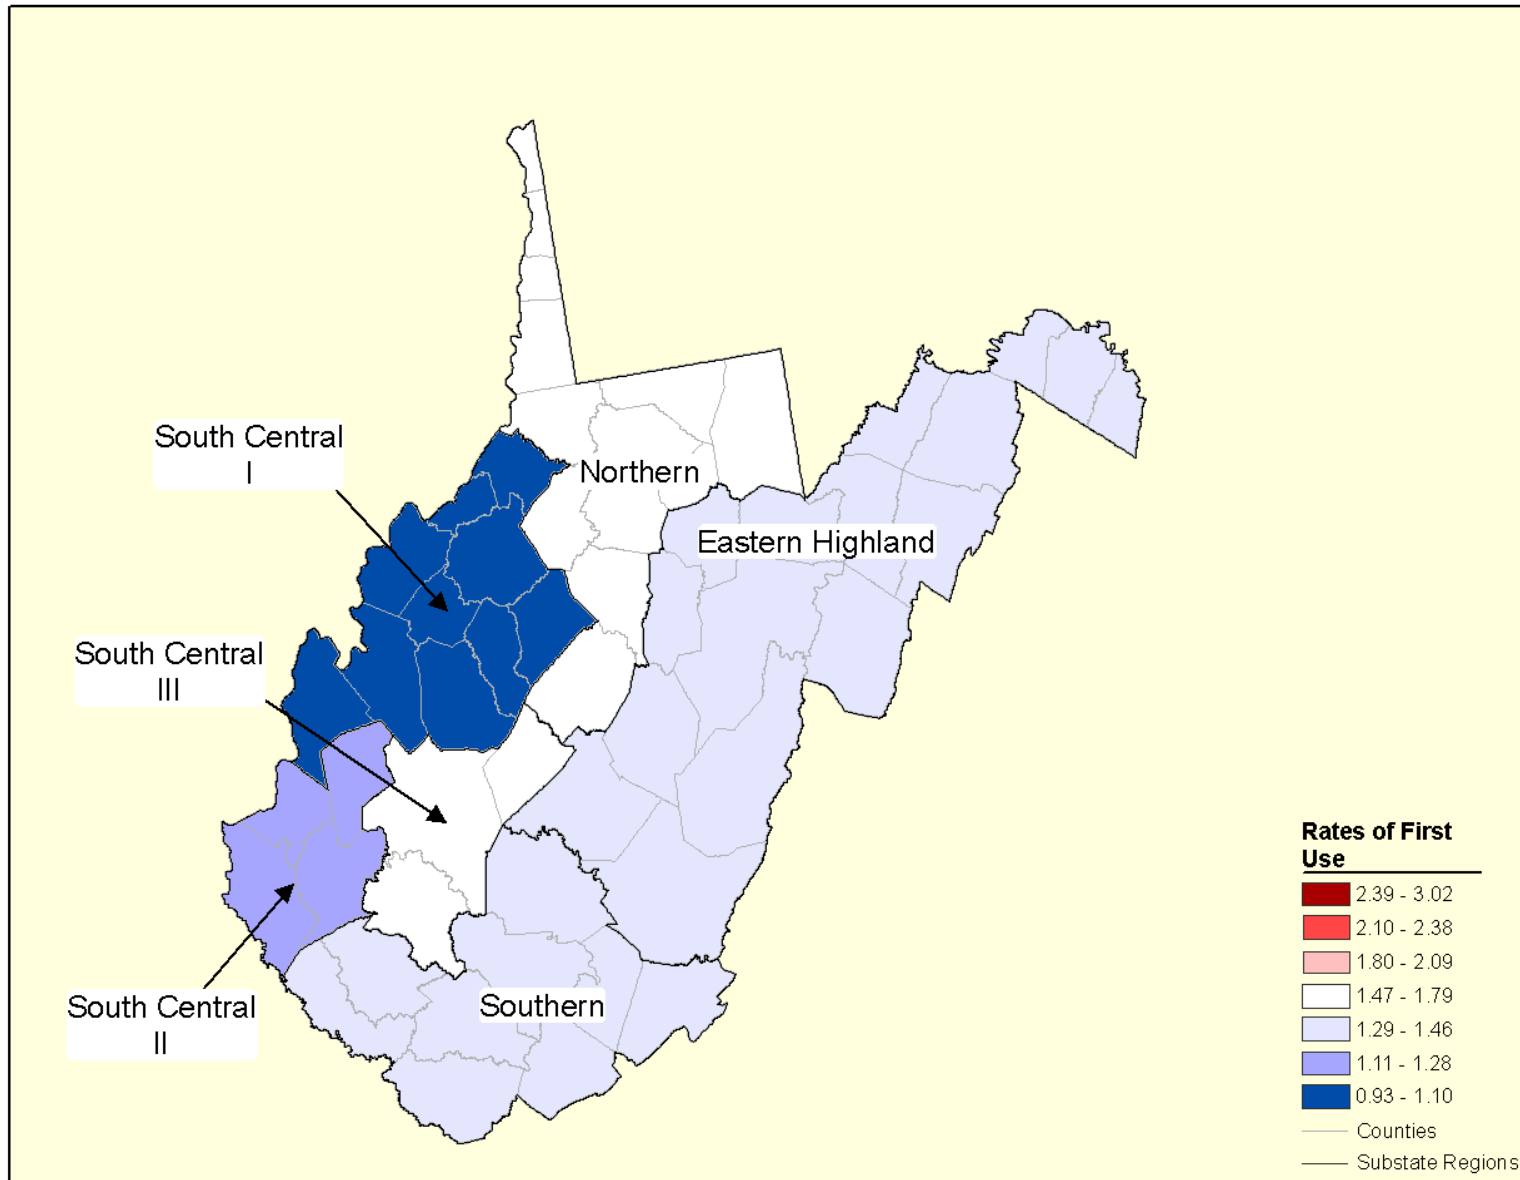 South Central
I
Northern
Eastern Highland
South Central
III
South Central
II
Southern
Rates of First
Use
2.39 - 3.02
2.10 - 2.38
1.80 - 2.09
1.47 - 1.79
1.29 - 1.46
1.11 - 1.28
0.93 - 1.10
Counties
Substate Regions